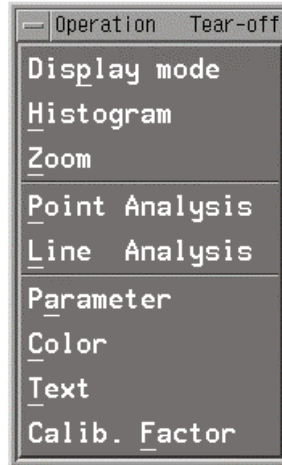 Operation Tear-off
Display mode
Histogram
Zoom
Point Analysis
Line Analysis
Parameter
Color
Text
Calib. Factor